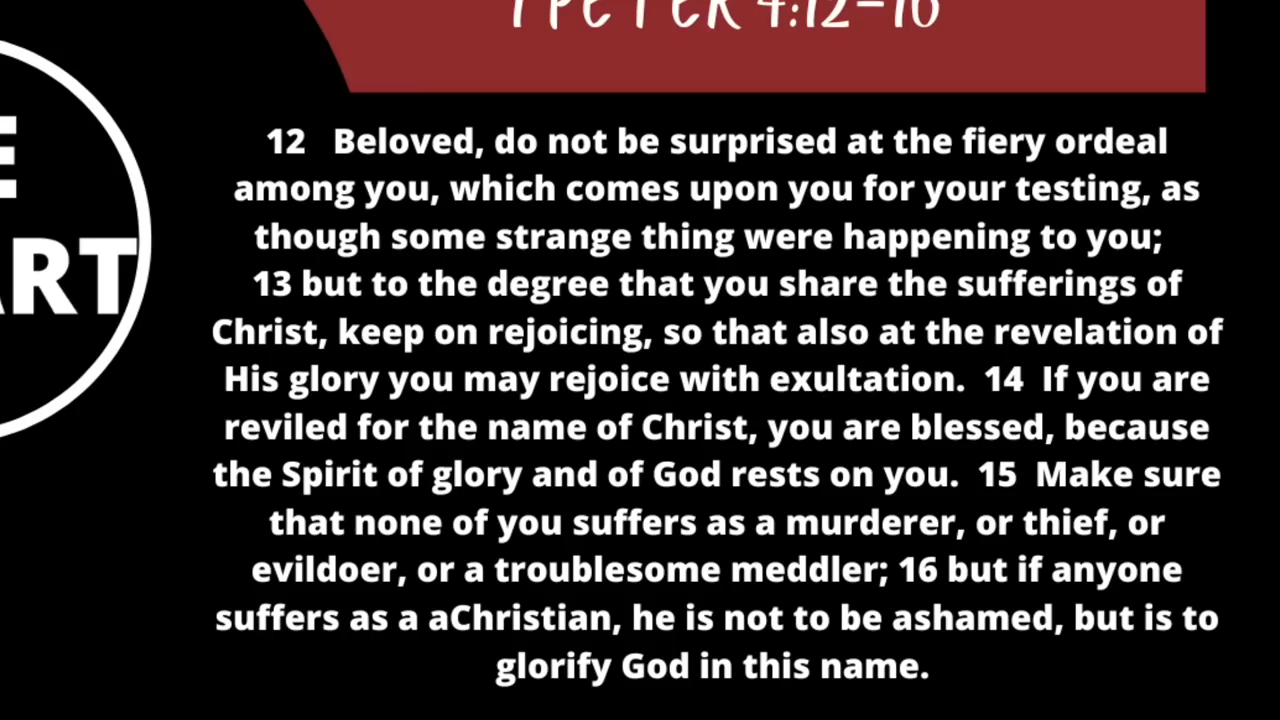 1 PETER 4:12-16
E
ART
12 Beloved, do not be surprised at the fiery ordeal
among you, which comes upon you for your testing, as
though some strange thing were happening to you;
13 but to the degree that you share the sufferings of
Christ, keep on rejoicing, so that also at the revelation of
His glory you may rejoice with exultation. 14 If you are
reviled for the name of Christ, you are blessed, because
the Spirit of glory and of God rests on you. 15 Make sure
that none of you suffers as a murderer, or thief, or
evildoer, or a troublesome meddler; 16 but if anyone
suffers as a aChristian, he is not to be ashamed, but is to
glorify God in this name.